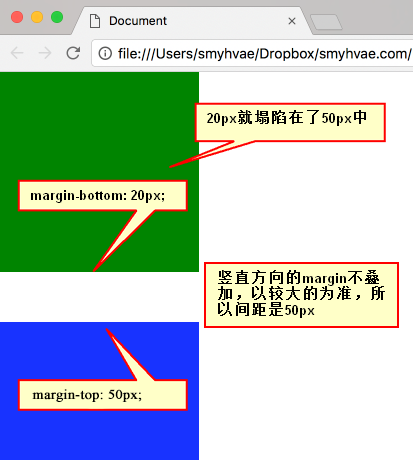 Document
file:///Users/smyhvae/Dropbox/smyhvae.com/
20px就塌陷在了50px中
margin-bottom: 20px;
竖直方向的margin不叠
加，以较大的为准，所
以间距是50px
margin-top: 50px;